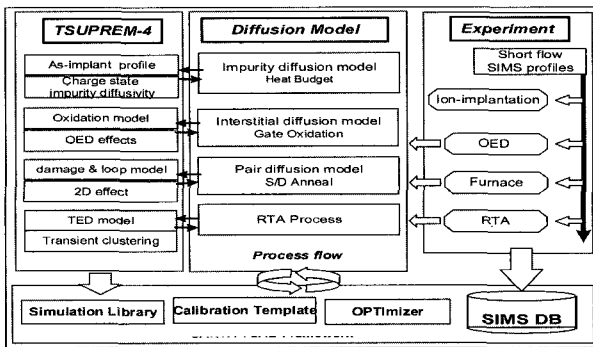 TSUPREM-4
As-implant profile
Charge state
impurity diffusivity
Oxidation model
OED effects
damage & loop model
2D effect
TED model
Transient clustering
Diffusion Model
Impurity diffusion model
Heat Budget
Interstitial diffusion model
Gate Oxidation
Pair diffusion model
S/D Anneal
RTA Process
Process flow
Experiment
Short flow
SIMS profiles
Ion-implantation
OED
Furnace
RTA
Simulation Library
Calibration Template
OPTImizer
SIMS DB